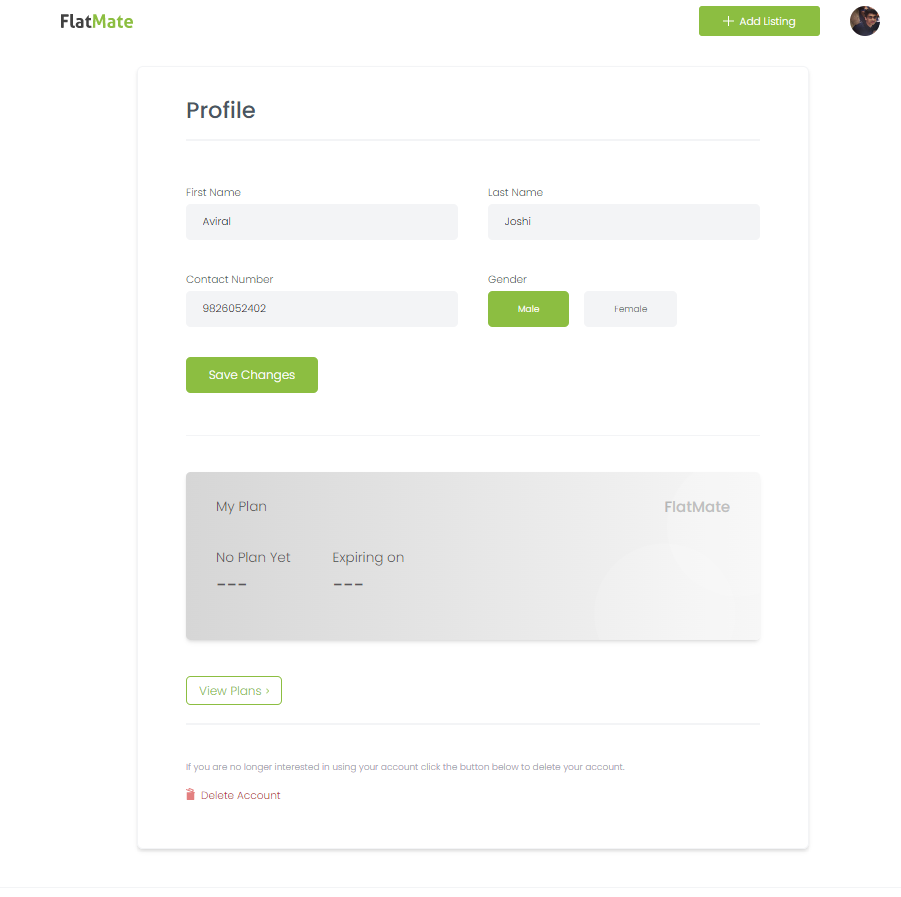 FlatMate
Add Listing
Profile
First Name
Last Name
Aviral
Joshi
Contact Number
Gender
9826052402
Male
Female
Save Changes
My Plan
FlatMate
No Plan Yet
Expiring on
---
---
View Plans ›
If you are no longer interested in using your account click the button below to delete your account.
Delete Account